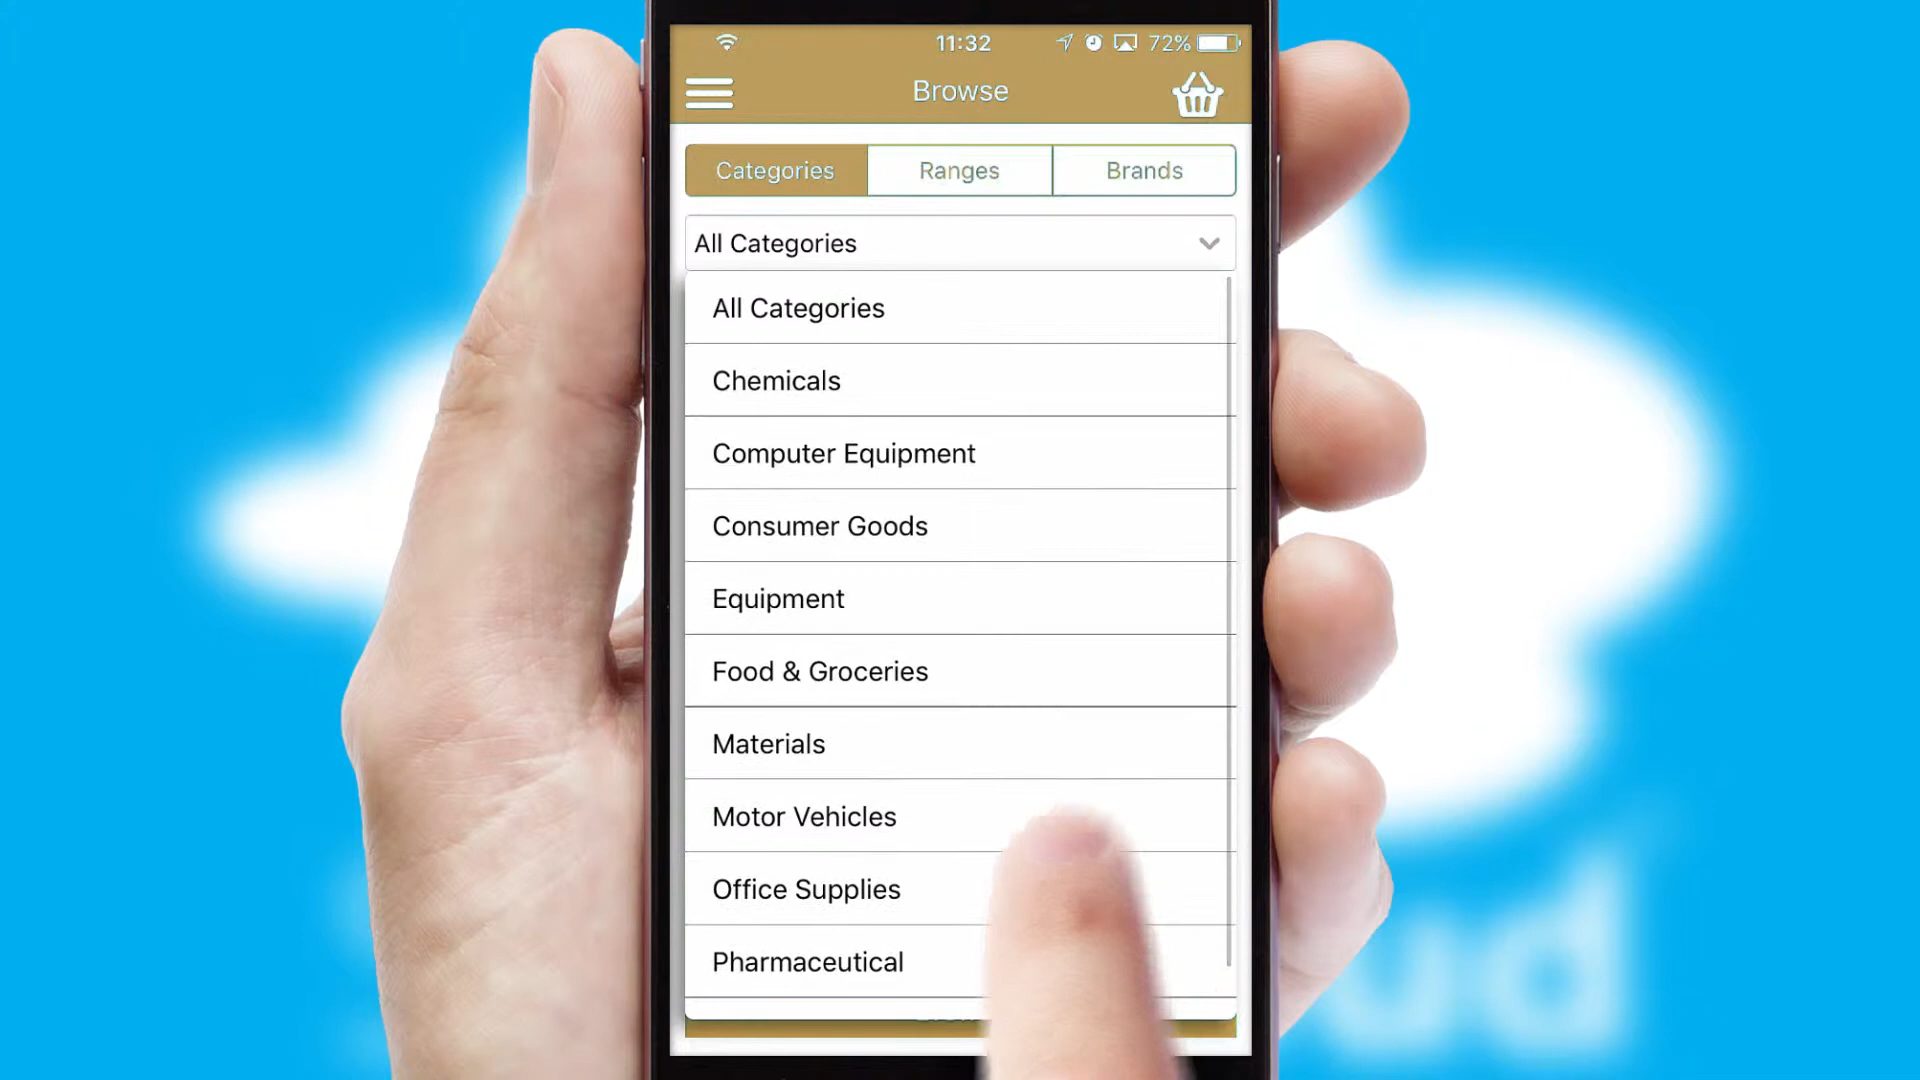 11:32
72%
Browse
Categories
Ranges
Brands
All Categories
All Categories
Chemicals
Computer Equipment
Consumer Goods
Equipment
Food & Groceries
Materials
Motor Vehicles
Office Supplies
Pharmaceutical